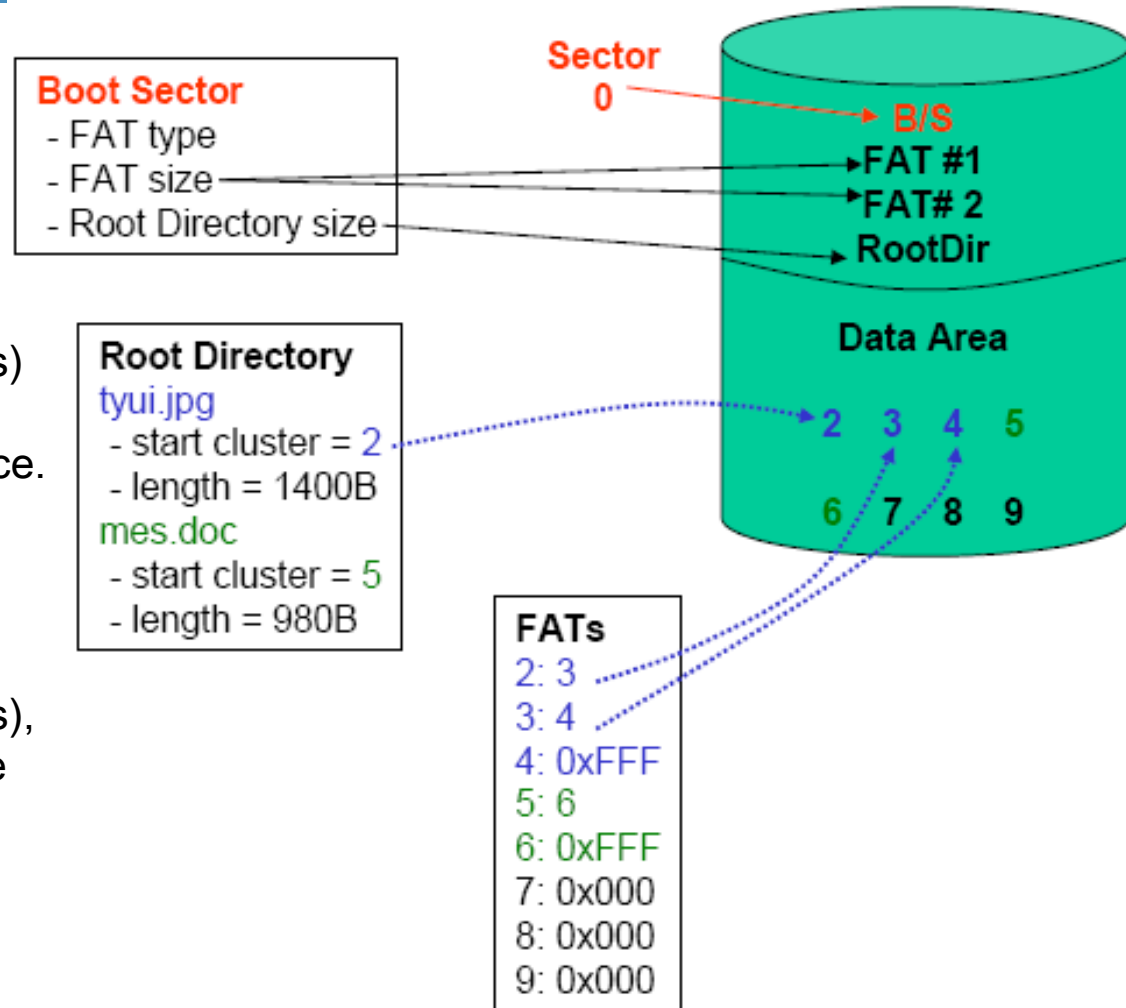 Boot Sector
- FAT type
- FAT size
- Root Directory size
Sector
0
B/S
FAT #1
FAT# 2
RootDir
Data Area
2 3 4 5
6 7 8 9
s)
ce.
s),
e
Root Directory
tyui.jpg
- start cluster = 2
- length = 1400B
mes.doc
- start cluster = 5
- length = 980B
FATs
2: 3
3: 4
4: 0xFFF
5: 6
6: 0xFFF
7: 0x000
8: 0x000
9: 0x000